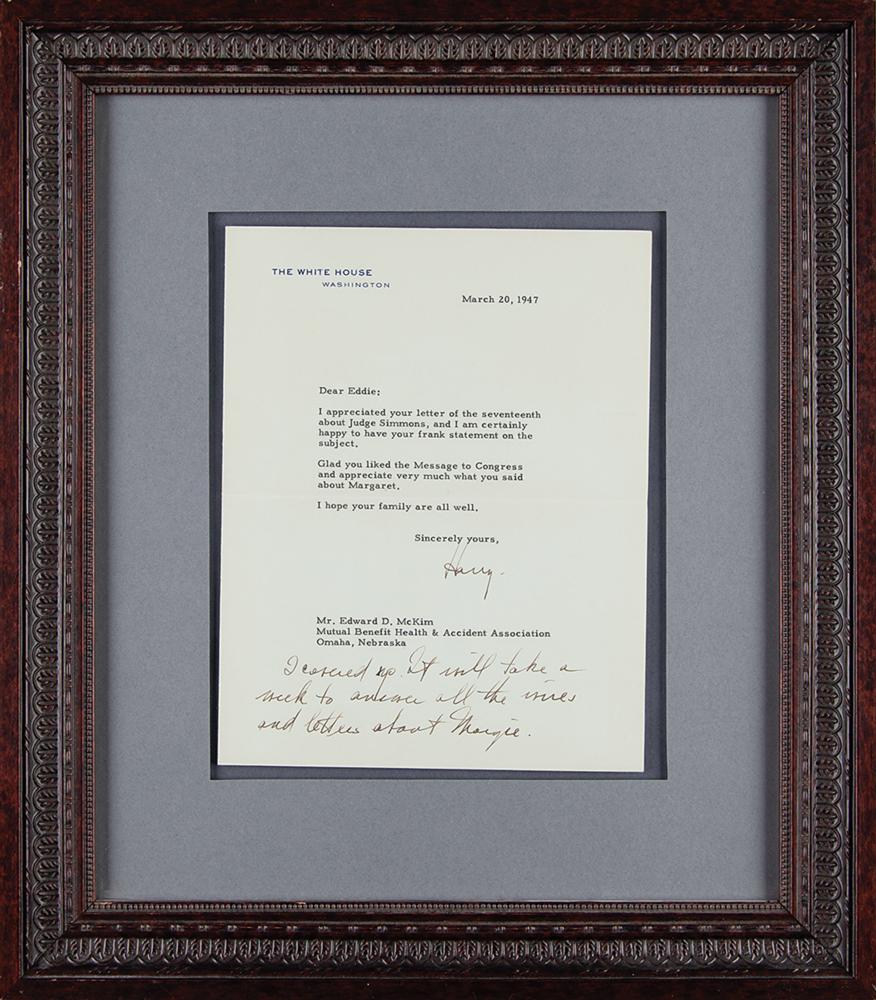 THE WHITE HOUSE
WASHINGTON
March 20, 1947
Dear Eddie:
I appreciated your letter of the seventeenth
about Judge Simmons, and I am certainly
happy to have your frank statement on the
subject.
Glad you liked the Message to Congress
and appreciate very much what you said
about Margaret.
I hope your family are all well.
Sincerely yours,
Harry.
Mr. Edward D. McKim
Mutual Benefit Health & Accident Association
Omaha, Nebraska
It will take a
week to answer all the wires
and letters about Margie.